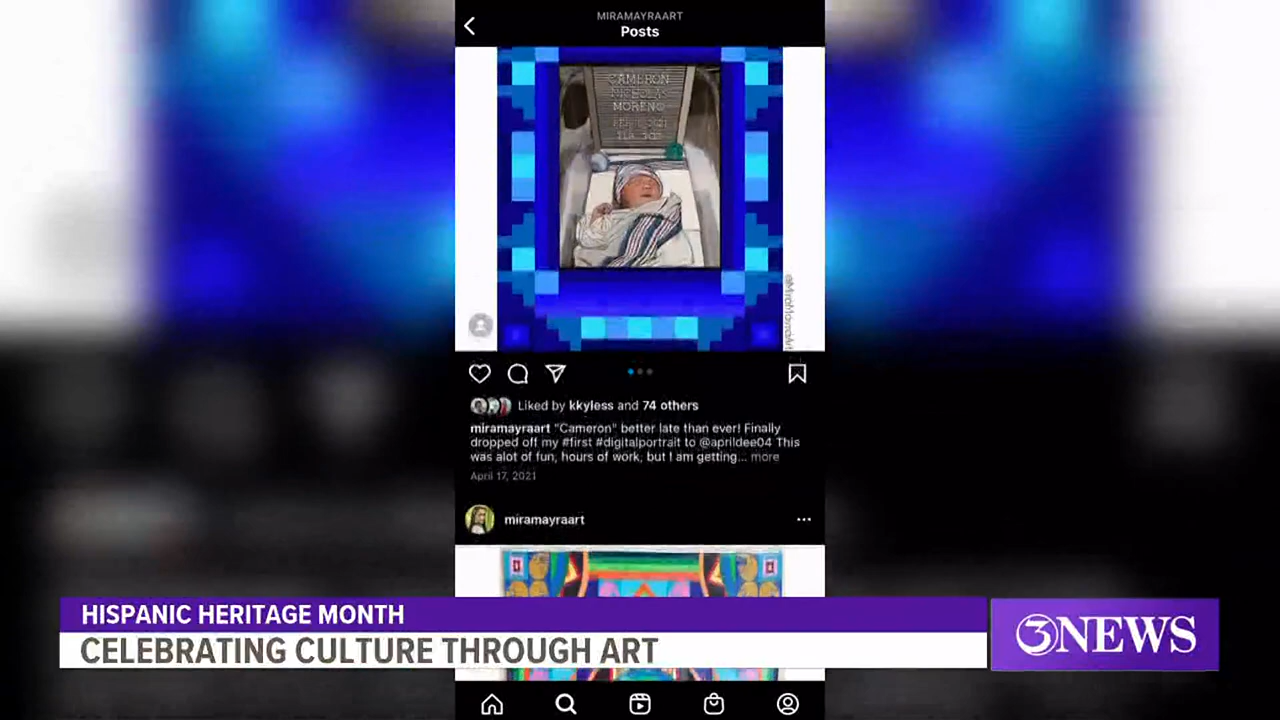 MIRAMAYRAART
Posts
CAMERON
NICHOLAS
MORENO
@MiraMayraArt
Liked by kkyless and 74 others
miramayraart "Cameron" better late than ever! Finally
dropped off my #first #digitalportrait to @aprildee04 This
was alot of fun, hours of work, but I am getting... more
April 17, 2021
miramayraart
HISPANIC HERITAGE MONTH
CELEBRATING CULTURE THROUGH ART
3NEWS